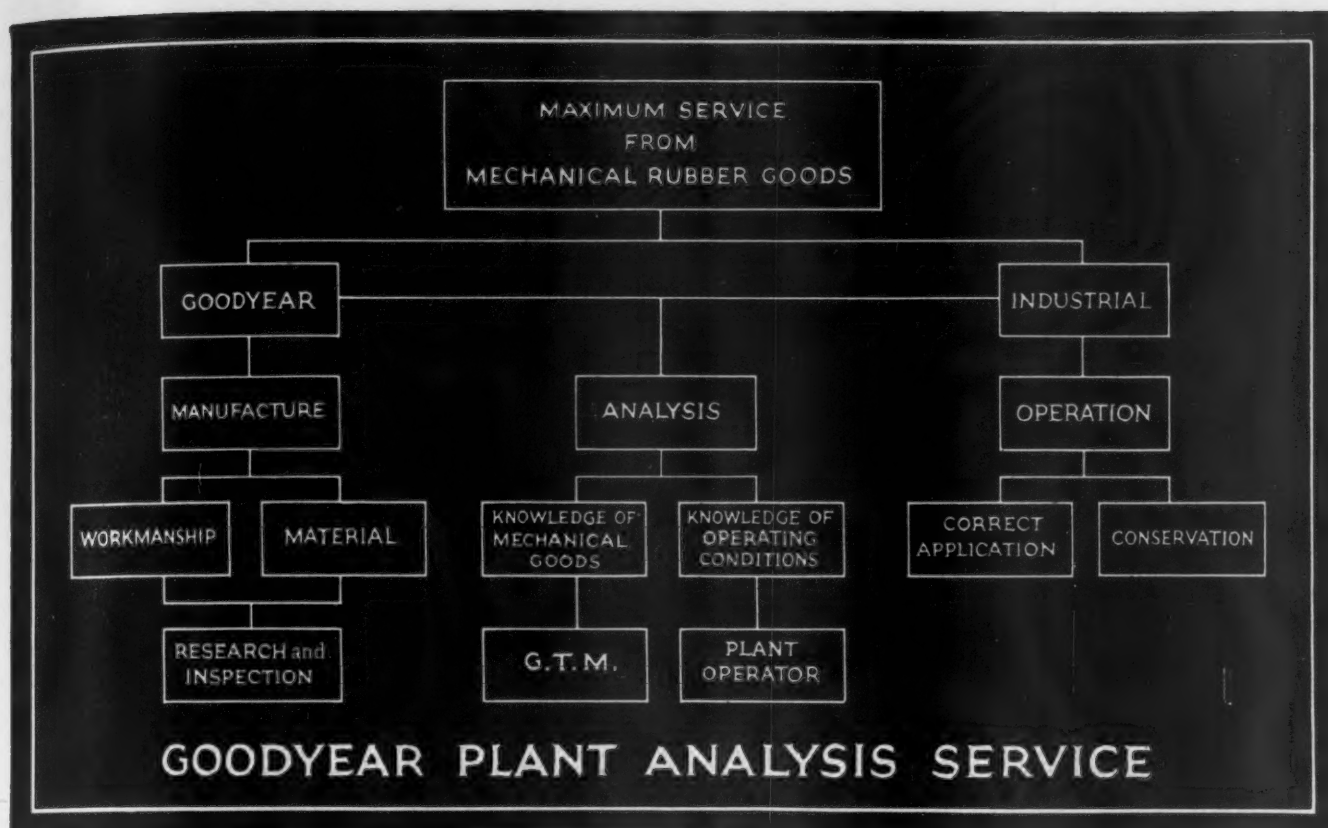 MAXIMUM SERVICE
FROM
MECHANICAL RUBBER GOODS
GOODYEAR
INDUSTRIAL
MANUFACTURE
ANALYSIS
OPERATION
WORKMANSHIP
MATERIAL
KNOWLEDGE OF
MECHANICAL
GOODS
KNOWLEDGE OF
OPERATING
CONDITIONS
CORRECT
APPLICATION
CONSERVATION
RESEARCH and
INSPECTION
G.T.M.
PLANT
OPERATOR
GOODYEAR PLANT ANALYSIS SERVICE